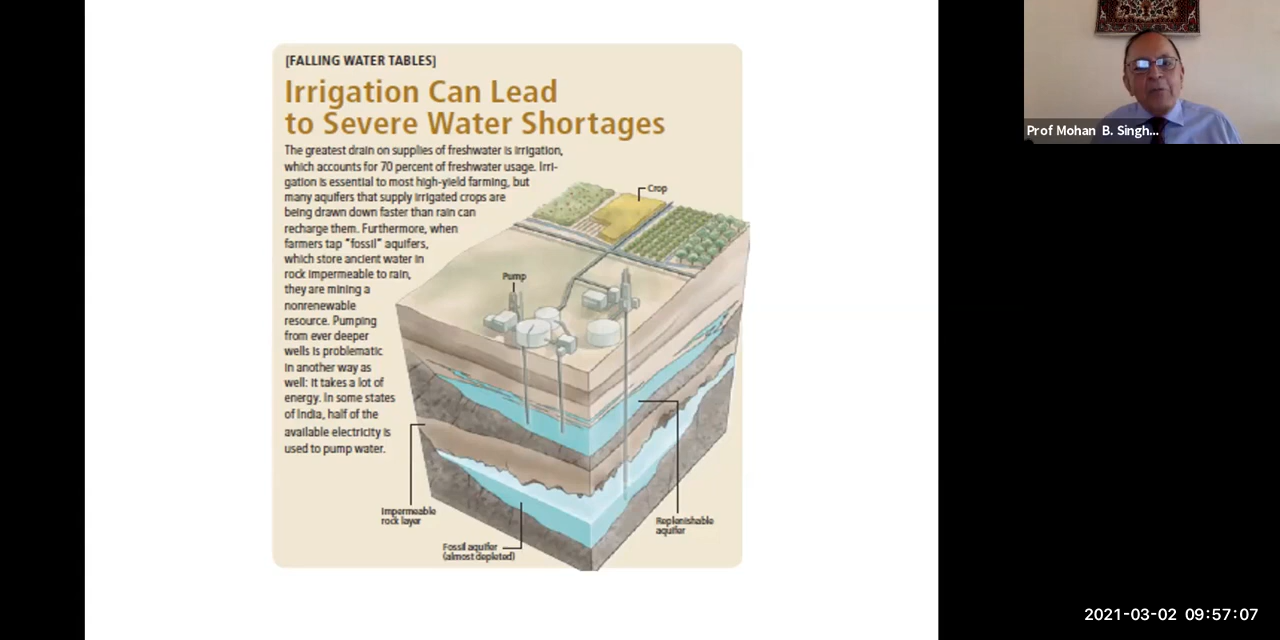 [FALLING WATER TABLES]
Irrigation Can Lead
to Severe Water Shortages
The greatest drain on supplies of freshwater is irrigation,
which accounts for 70 percent of freshwater usage. Irri-
gation is essential to most high-yield farming, but
many aquifers that supply irrigated crops are
being drawn down faster than rain can
recharge them. Furthermore, when
farmers tap "fossil" aquifers,
which store ancient water in
rock impermeable to rain,
they are mining a
nonrenewable
resource. Pumping
from ever deeper
wells is problematic
in another way as
well: it takes a lot of
energy. In some states
of India, half of the
available electricity is
used to pump water.
Crop
Pump
Impermeable
rock layer
Fossil aquifer
(almost depleted)
Replenishable
aquifer
Prof Mohan B. Singh...
2021-03-02 09:57:07